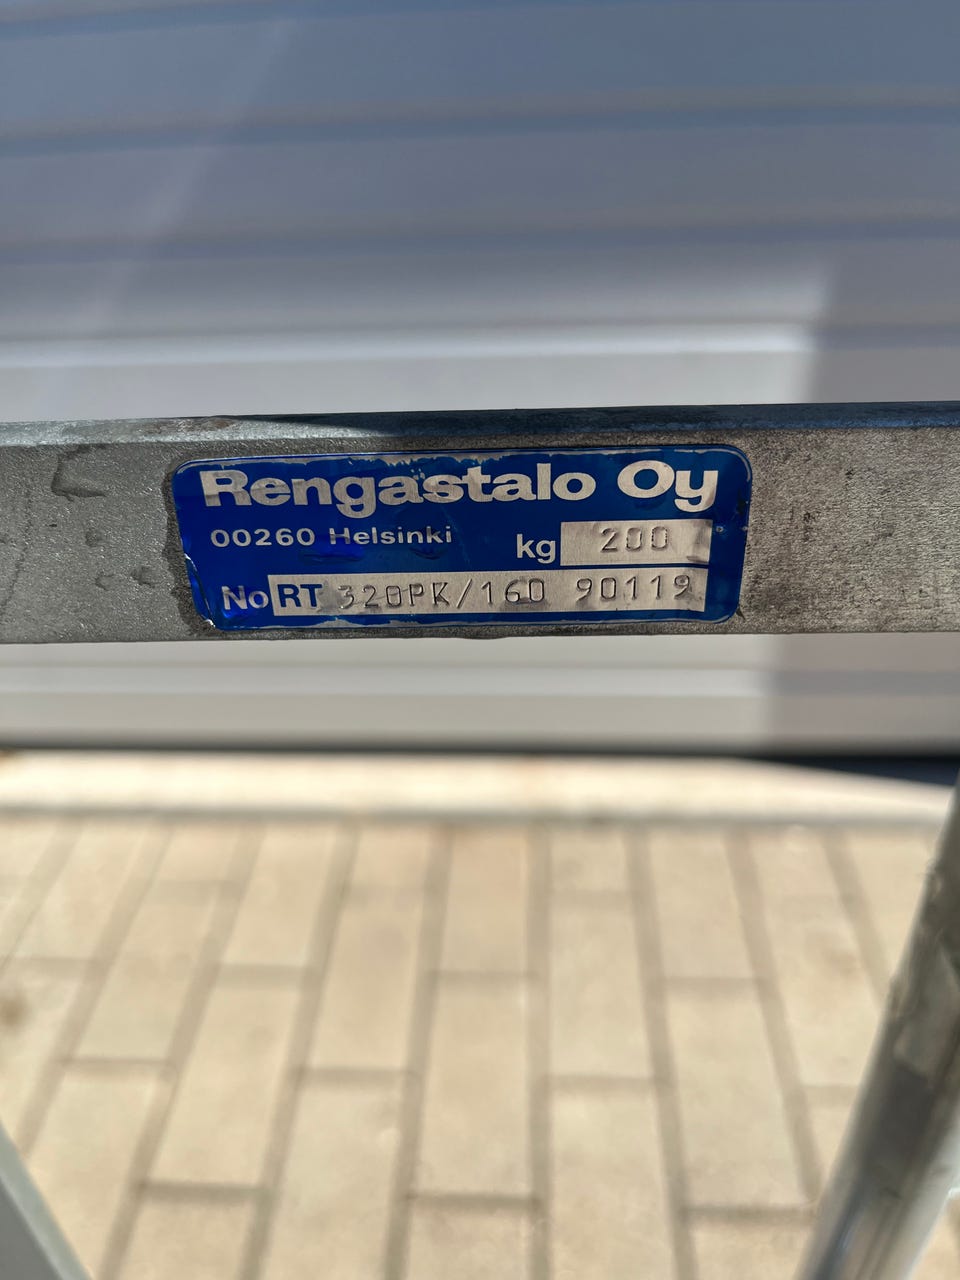 Rengastalo Oy
00260 Helsinki
kg 200
No RT 320PK/160 90119